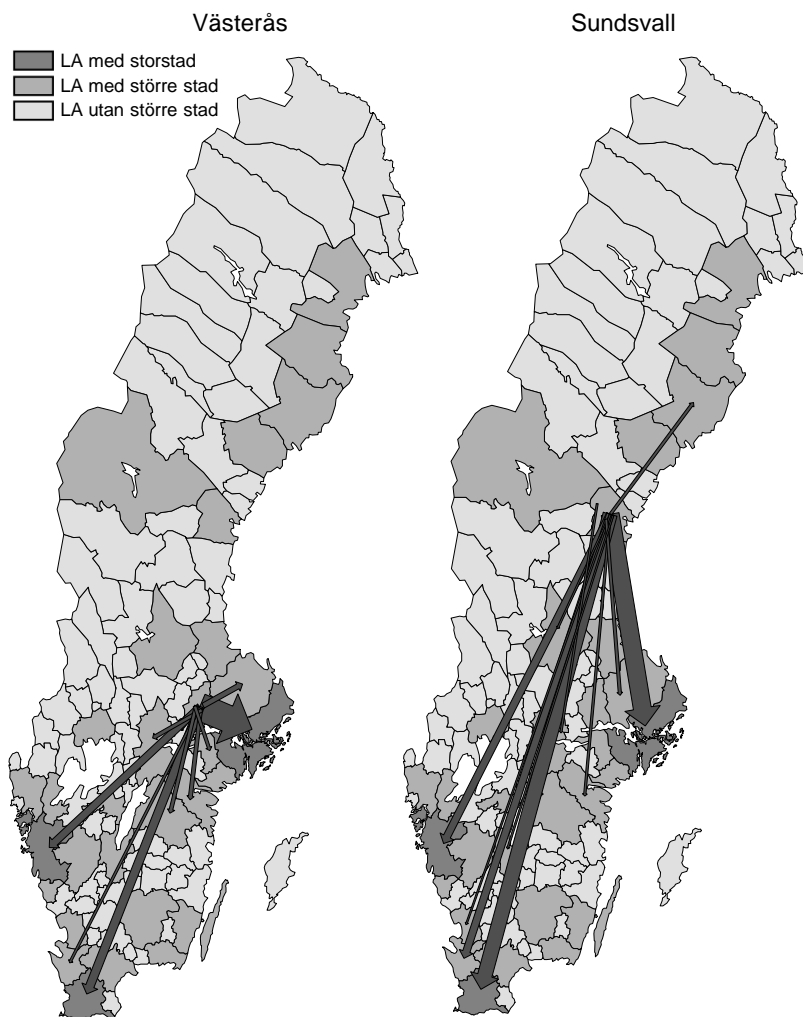 Västerås
Sundsvall
LA med storstad
LA med större stad
LA utan större stad